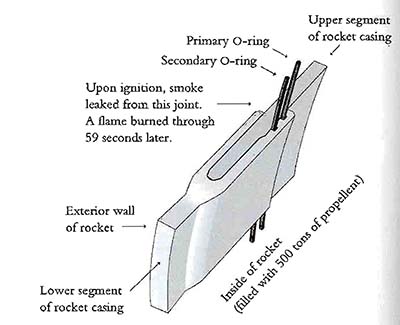 Upper segment
of rocket casing
Primary O-ring
Secondary O-ring
Upon ignition, smoke
leaked from this joint.
A flame burned through
59 seconds later.
Exterior wall
of rocket
Inside of rocket
(filled with 500 tons of propellent)
Lower segment
of rocket casing